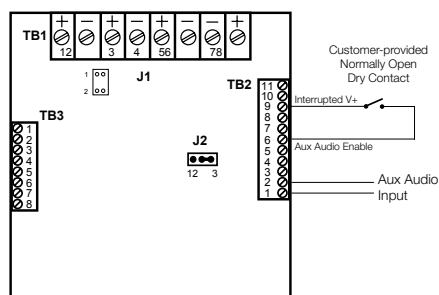 + − + − + − − +
TB1
12 3 4 56 78
J1
1
2
TB2
11
10
9
8
7
6
5
4
3
2
1
Customer-provided
Normally Open
Dry Contact
Interrupted V+
Aux Audio Enable
TB3
1
2
3
4
5
6
7
8
J2
12 3
Aux Audio
Input